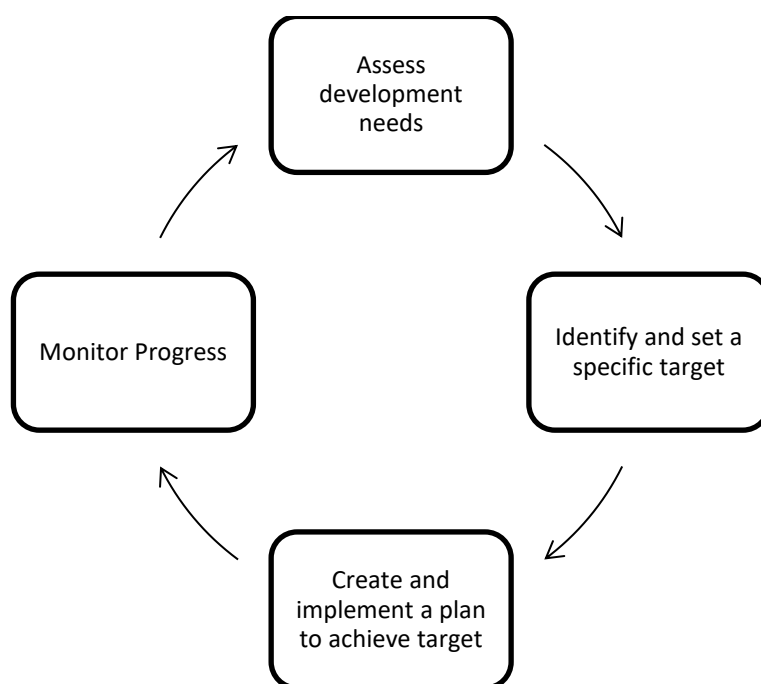 Assess
development
needs
Identify and set a
specific target
Create and
implement a plan
to achieve target
Monitor Progress